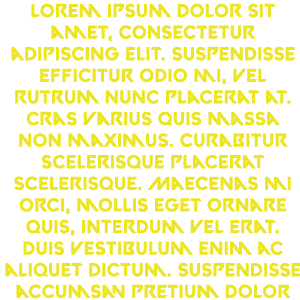 LOREM IPSUM DOLOR SIT
AMET, CONSECTETUR
ADIPISCING ELIT. SUSPENDISSE
EFFICITUR ODIO MI, VEL
RUTRUM NUNC PLACERAT AT.
CRAS VARIUS QUIS MASSA
NON MAXIMUS. CURABITUR
SCELERISQUE PLACERAT
SCELERISQUE. MAECENAS MI
ORCI, MOLLIS EGET ORNARE
QUIS, INTERDUM VEL ERAT.
DUIS VESTIBULUM ENIM AC
ALIQUET DICTUM. SUSPENDISSE
ACCUMSAN PRETIUM DOLOR